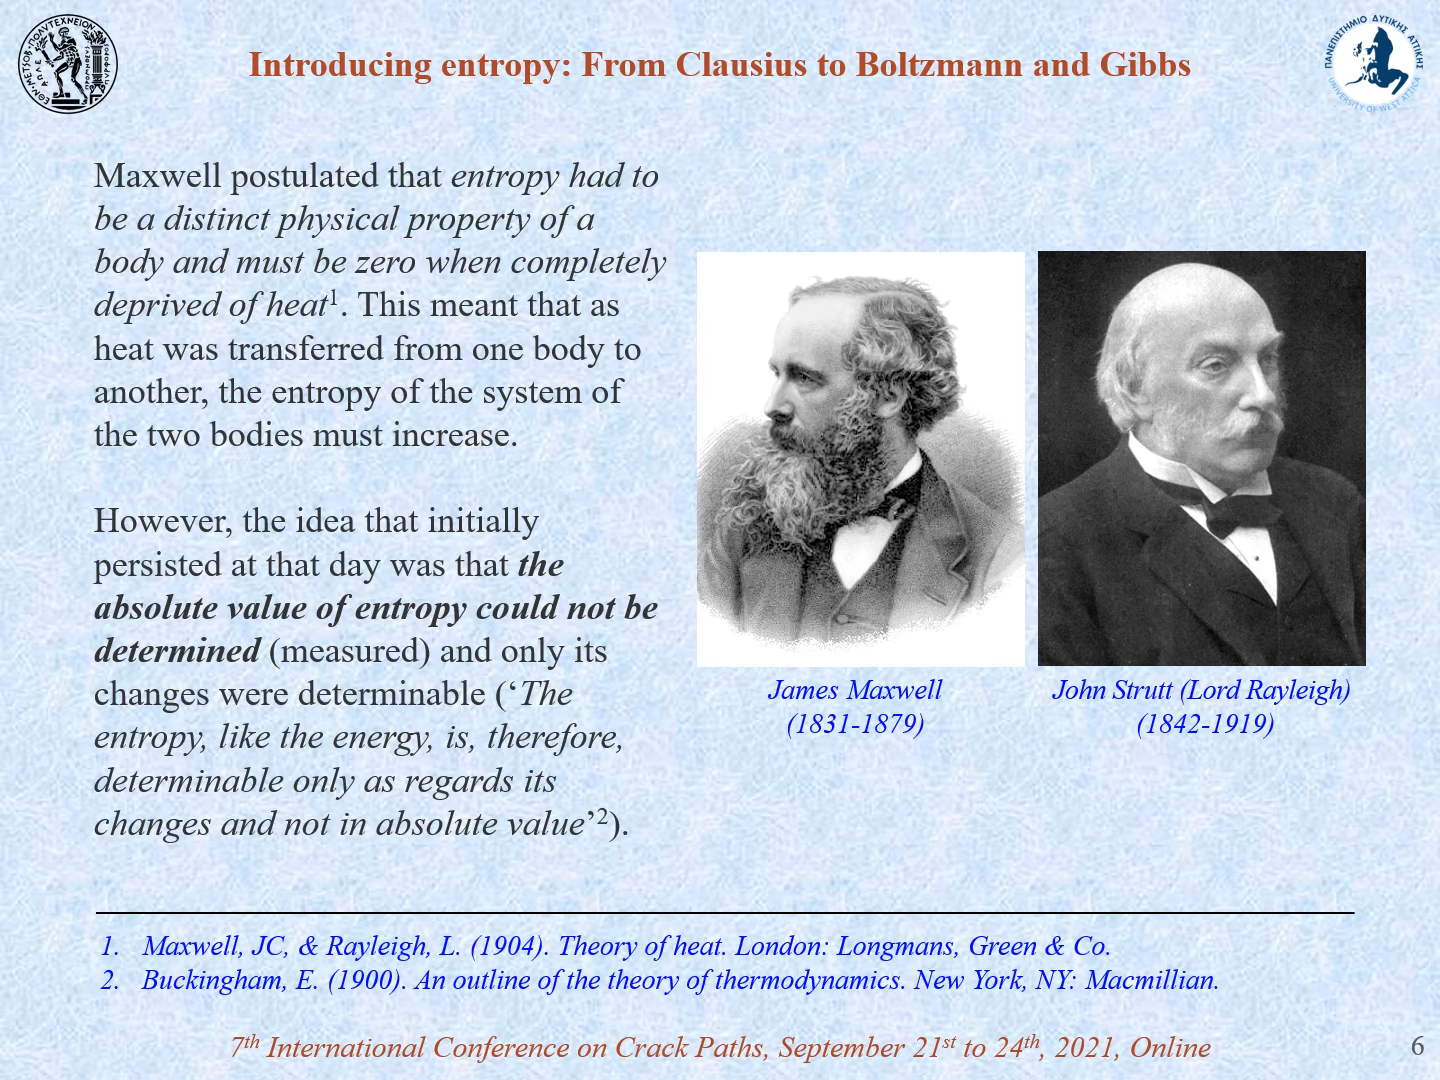 Introducing entropy: From Clausius to Boltzmann and Gibbs
ΠΑΝΕΠΙΣΤΗΜΙΟ ΔΥΤΙΚΗΣ ΑΤΤΙΚΗΣ
UNIVERSITY OF WEST ATTICA
Maxwell postulated that entropy had to
be a distinct physical property of a
body and must be zero when completely
deprived of heat1. This meant that as
heat was transferred from one body to
another, the entropy of the system of
the two bodies must increase.
However, the idea that initially
persisted at that day was that the
absolute value of entropy could not be
determined (measured) and only its
changes were determinable (‘The
entropy, like the energy, is, therefore,
determinable only as regards its
changes and not in absolute value’2).
James Maxwell
(1831-1879)
John Strutt (Lord Rayleigh)
(1842-1919)
1. Maxwell, JC, & Rayleigh, L. (1904). Theory of heat. London: Longmans, Green & Co.
2. Buckingham, E. (1900). An outline of the theory of thermodynamics. New York, NY: Macmillian.
7th International Conference on Crack Paths, September 21st to 24th, 2021, Online
6